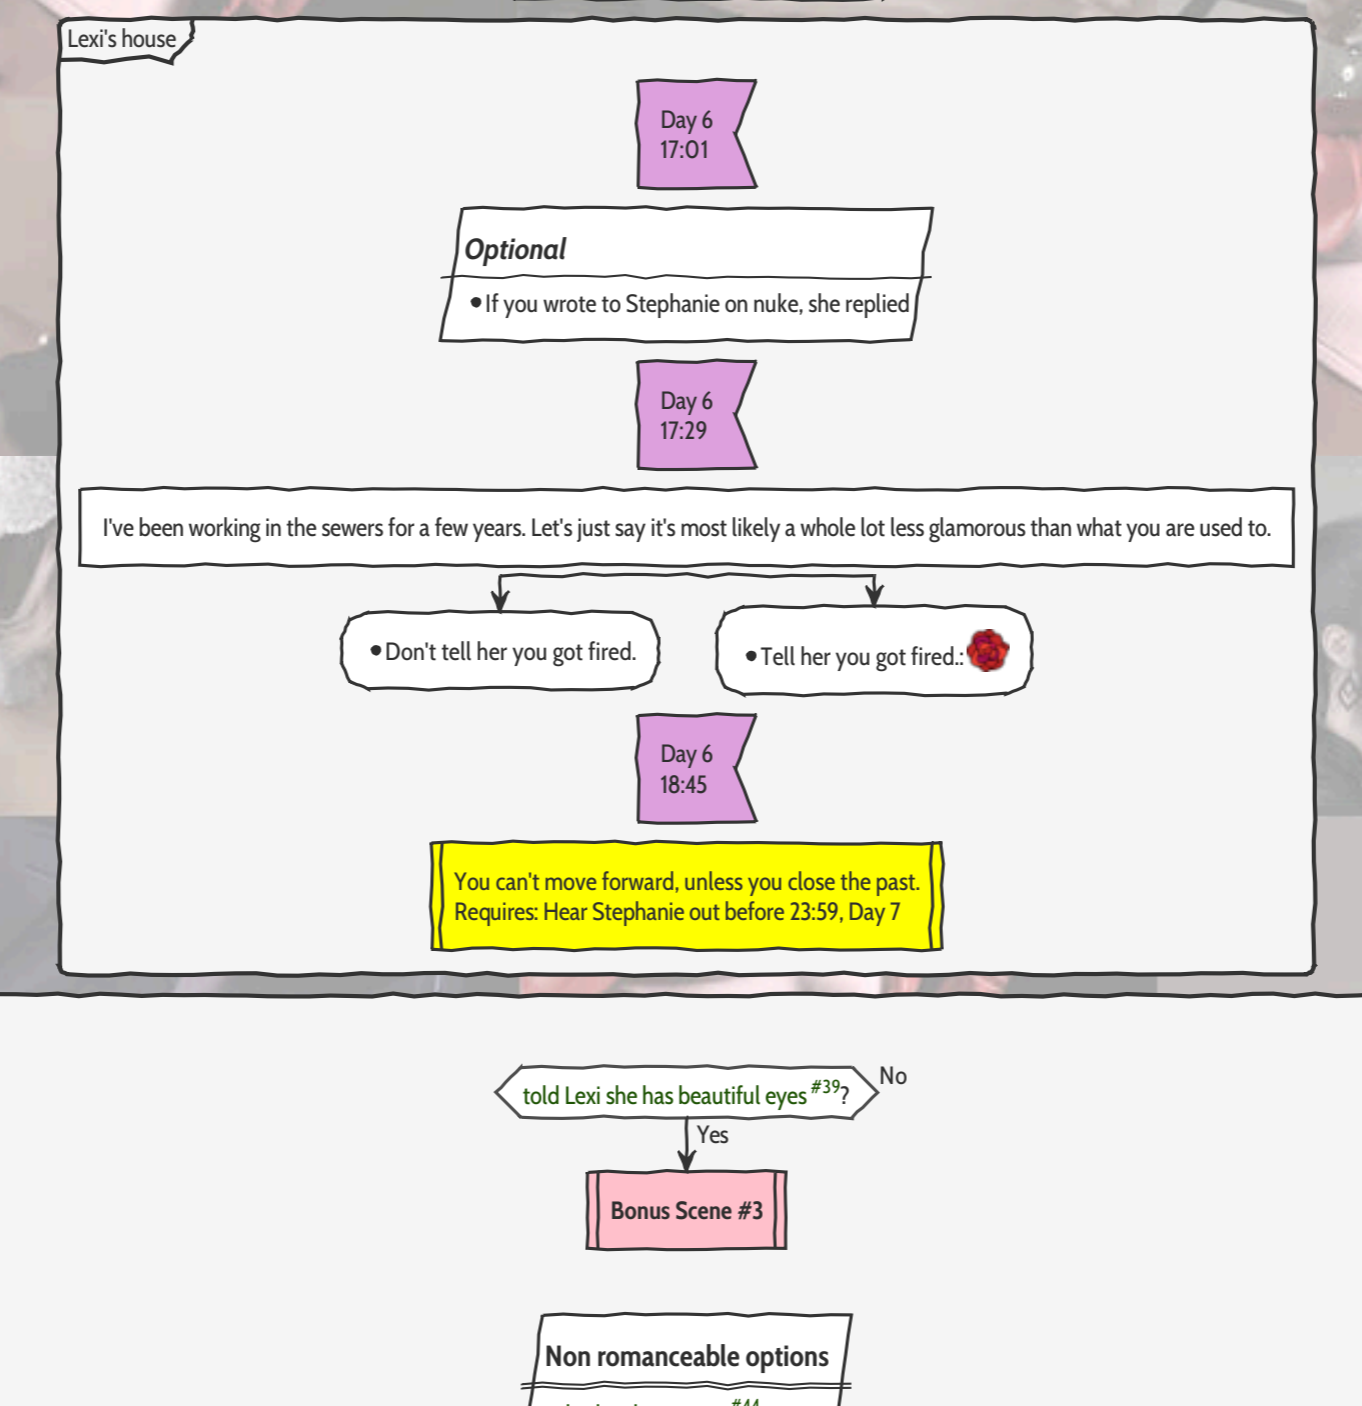 Lexi's house
Day 6
17:01
Optional
•If you wrote to Stephanie on nuke, she replied
Day 6
17:29
I've been working in the sewers for a few years. Let's just say it's most likely a whole lot less glamorous than what you are used to.
•Don't tell her you got fired.
•Tell her you got fired.:
Day 6
18:45
You can't move forward, unless you close the past.
Requires: Hear Stephanie out before 23:59, Day 7
told Lexi she has beautiful eyes #39?
No
Yes
Bonus Scene #3
Non romanceable options
#44